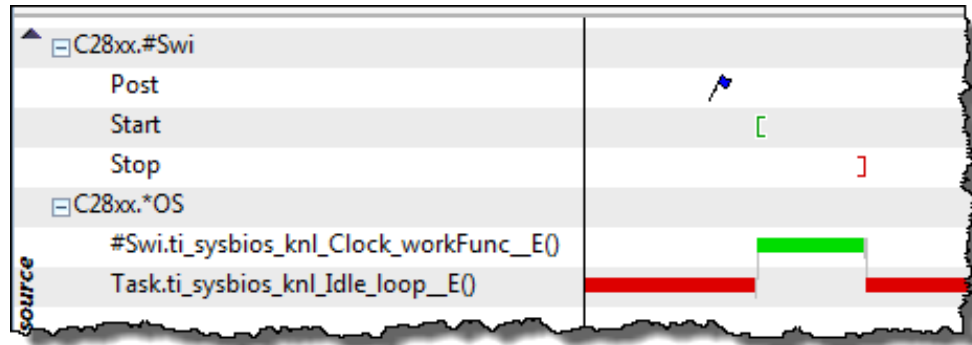 C28xx.#Swi
Post
Start
Stop
C28xx.*OS
#Swi.ti_sysbios_knl_Clock_workFunc__E()
Task.ti_sysbios_knl_Idle_loop__E()
source